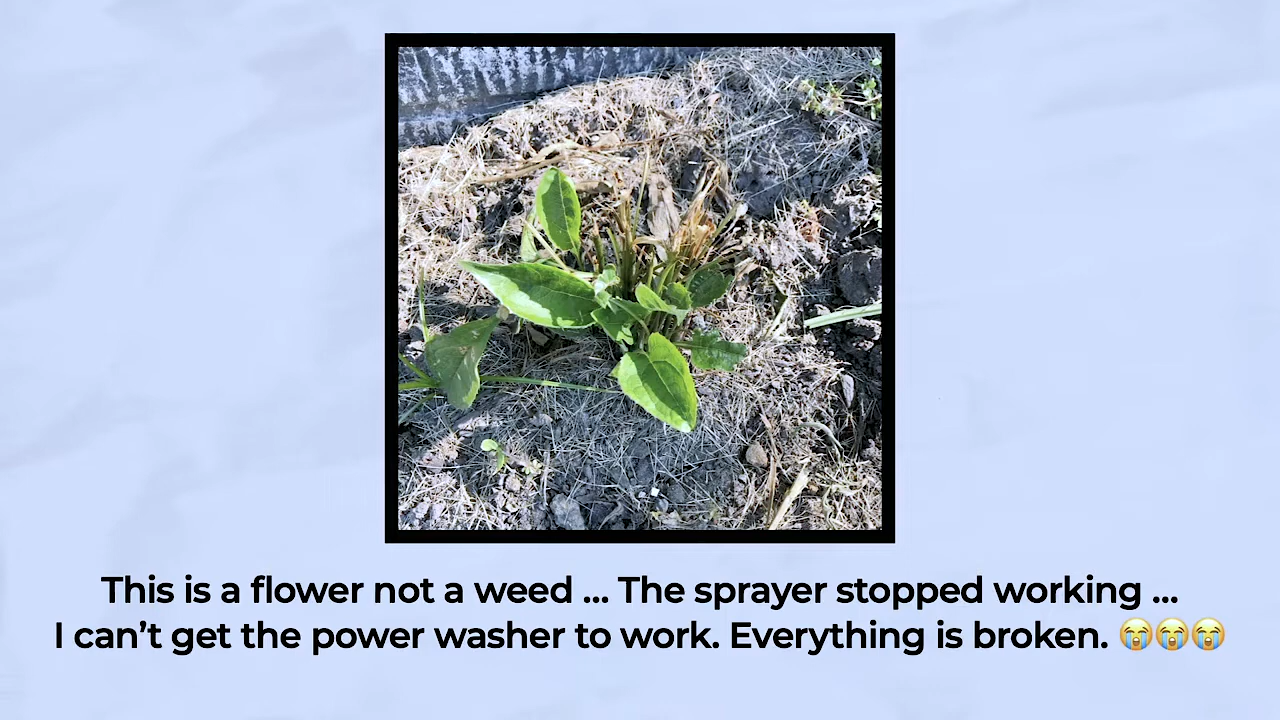 This is a flower not a weed ... The sprayer stopped working ...
I can’t get the power washer to work. Everything is broken. 😭😭😭